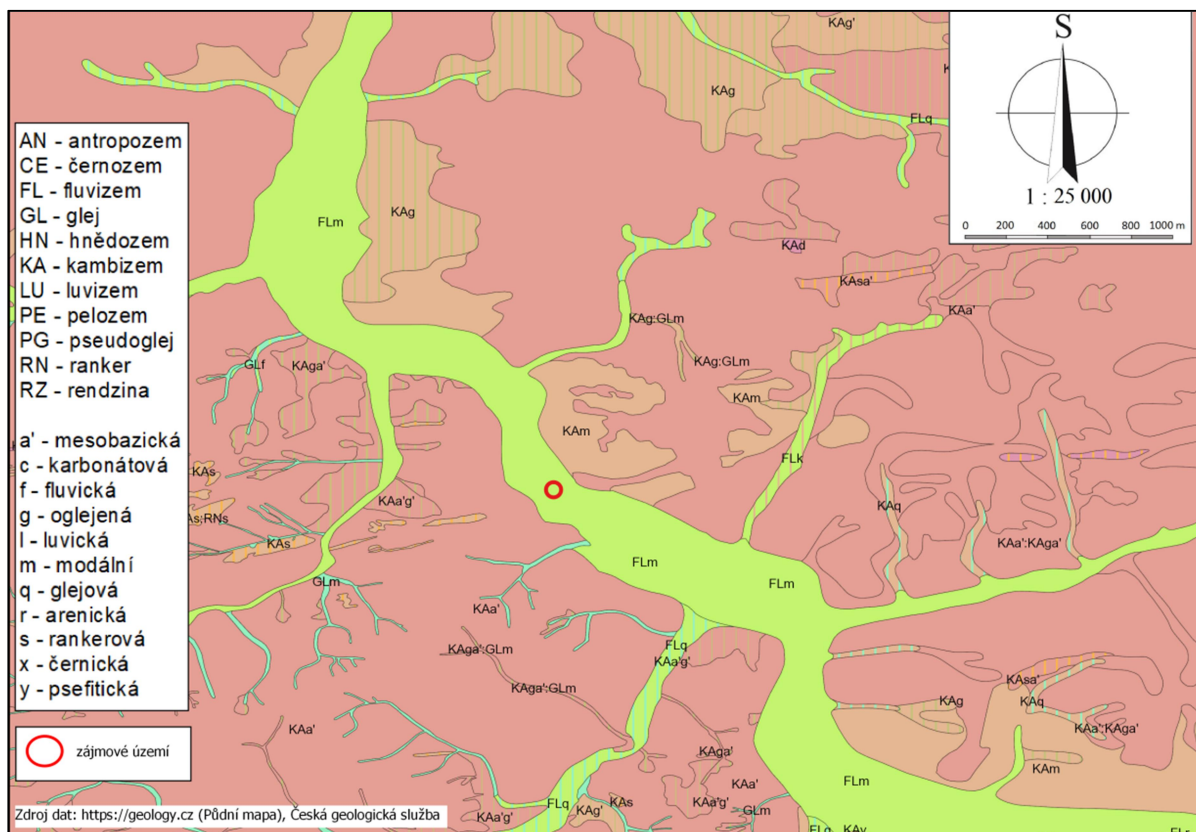 KAg'
S
KAg
K
FLq
1 : 25 000
0 200 400 600 800 1000 m
AN - antropozem
CE - černozem
FL - fluvizem
GL - glej
HN - hnědozem
KA - kambizem
LU - luvizem
PE - pelozem
PG - pseudoglej
RN - ranker
RZ - rendzina
a' - mesobazická
c - karbonátová
f - fluvická
g - oglejená
l - luvická
m - modální
q - glejová
r - arenická
s - rankerová
x - černická
y - psefitická
zájmové území
Zdroj dat: https://geology.cz (Půdní mapa), Česká geologická služba
FLm
KAg
KAd
KAsa'
KAa'
KAg:GLm
KAg:GLm
GLf
KAga'
KAm
KAm
FLk
KAs
KAa'g'
KAq
As:RNs
KAs
KAa':KAga'
FLm
FLm
GLm
KAa'
FLq
KAa'g'
KAga':GLm
KAga':GLm
KAsa'
KAg
KAq
KAa':KAga'
KAa'
KAga'
KAm
KAa'
FLm
KAa'g'
GLm
FLq
KAg'
KAs
KAa'g'
FLq
KAy